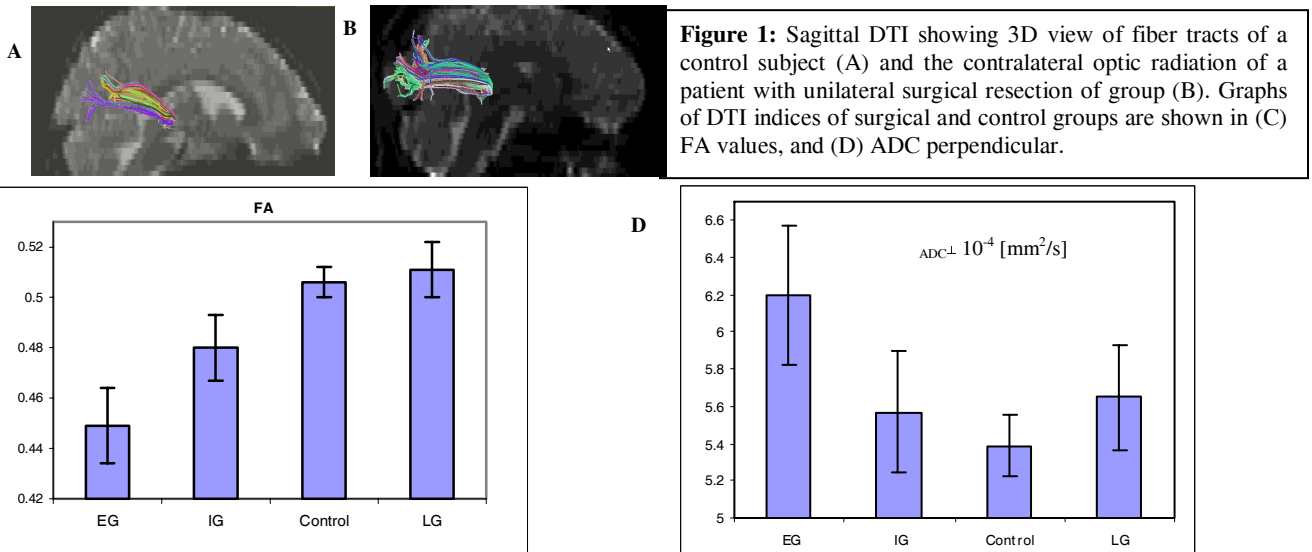 A
B
Figure 1: Sagittal DTI showing 3D view of fiber tracts of a
control subject (A) and the contralateral optic radiation of a
patient with unilateral surgical resection of group (B). Graphs
of DTI indices of surgical and control groups are shown in (C)
FA values, and (D) ADC perpendicular.
FA
0.52
0.5
0.48
0.46
0.44
0.42
EG IG Control LG
D
ADC⊥ 10⁻⁴ [mm²/s]
6.6
6.4
6.2
6
5.8
5.6
5.4
5.2
5
EG IG Control LG